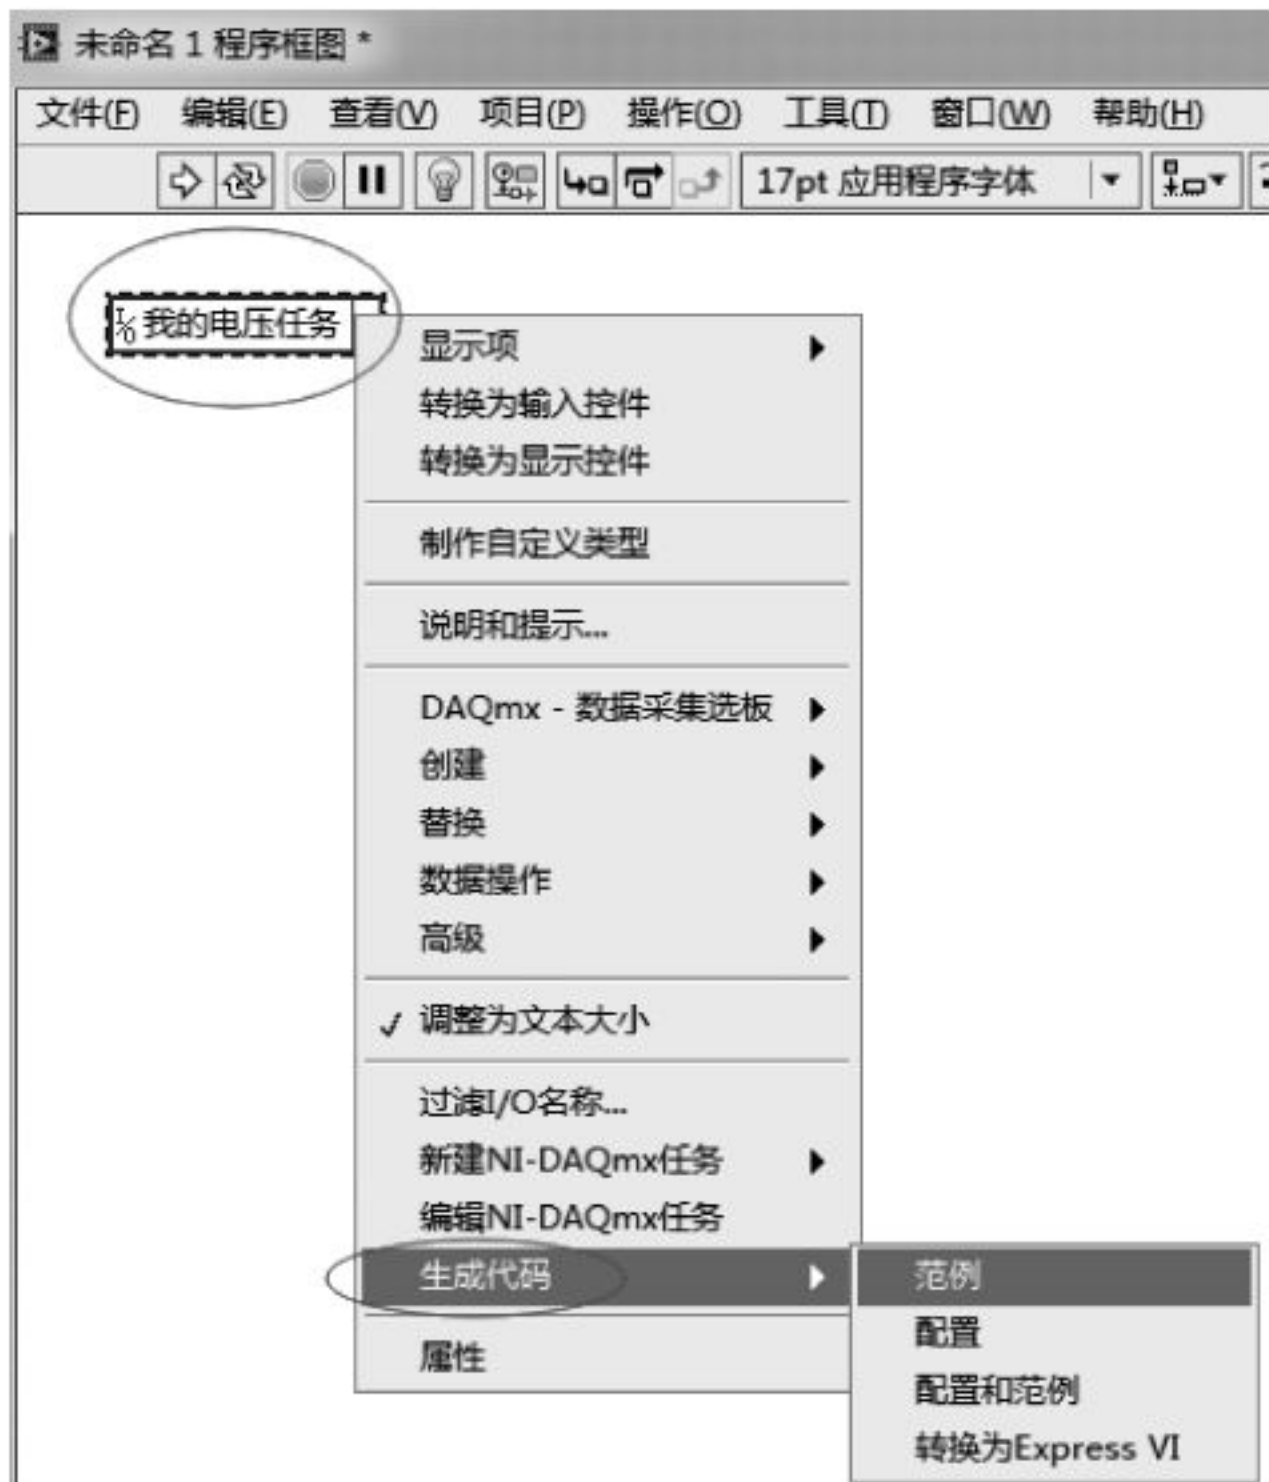 未命名 1 程序框图 *
文件(F) 编辑(E) 查看(V) 项目(P) 操作(O) 工具(T) 窗口(W) 帮助(H)
17pt 应用程序字体
我的电压任务
显示项
转换为输入控件
转换为显示控件
制作自定义类型
说明和提示...
DAQmx - 数据采集选板
创建
替换
数据操作
高级
✓ 调整为文本大小
过滤I/O名称...
新建NI-DAQmx任务
编辑NI-DAQmx任务
生成代码
属性
范例
配置
配置和范例
转换为Express VI